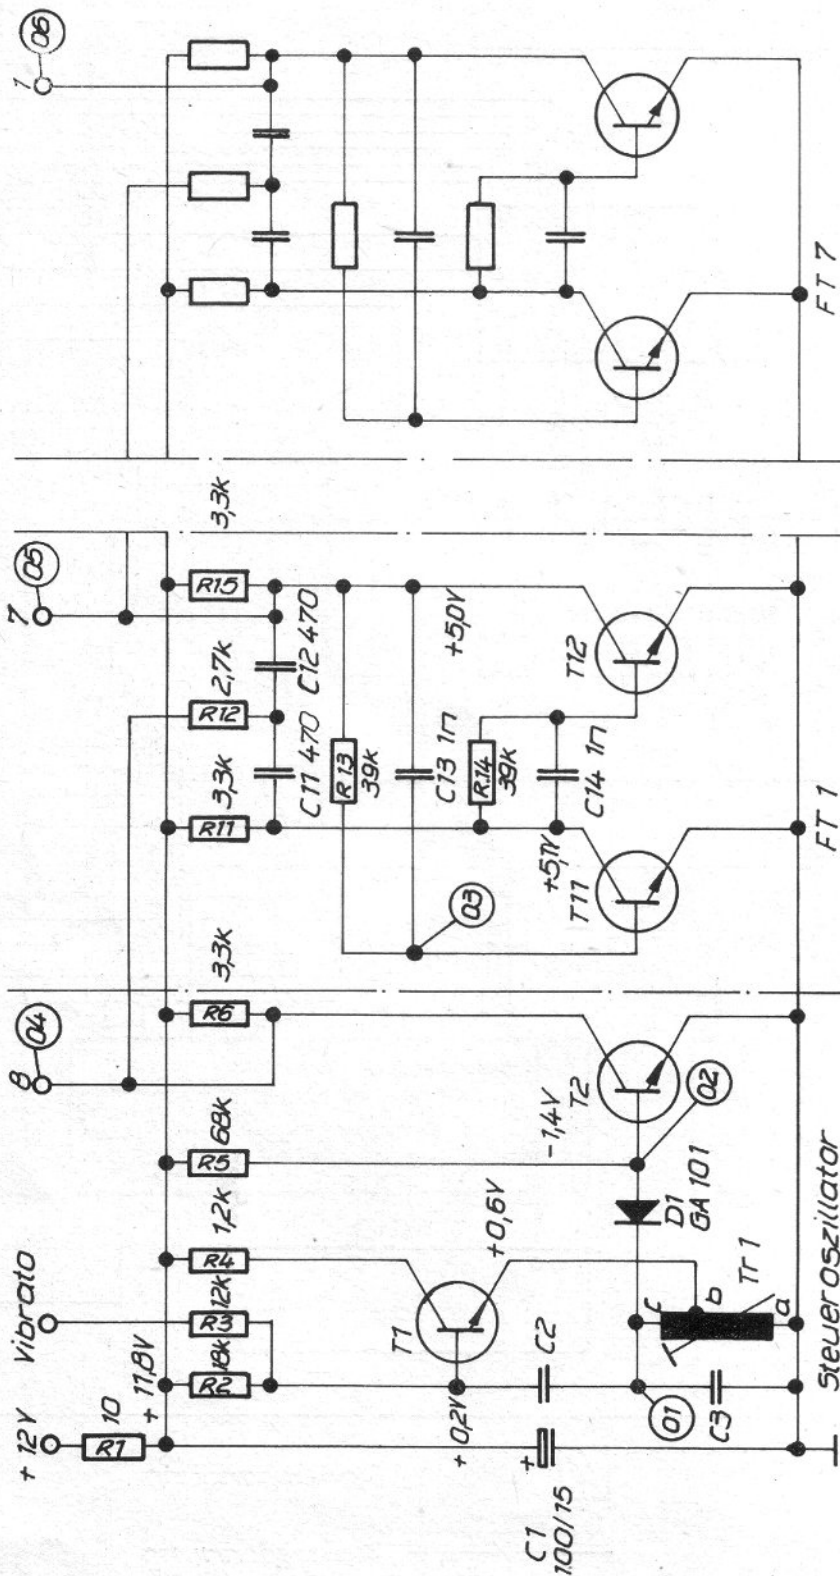 + 12V
Vibrato
8
04
7
05
1
06
R1
10
+ 11,8V
R2
18k
R3
12k
R4
1,2k
R5
68k
R6
3,3k
R11
3,3k
R12
2,7k
R15
3,3k
C11 470
C12 470
R13
39k
C13 1n
R14
39k
C14 1n
+5,1V
+5,0V
03
T11
T12
T1
+0,2V
+0,6V
-1,4V
T2
02
D1
GA 101
C1
100/15
+
C2
01
C3
c
b
a
Tr 1
Steueroszillator
FT 1
FT 7